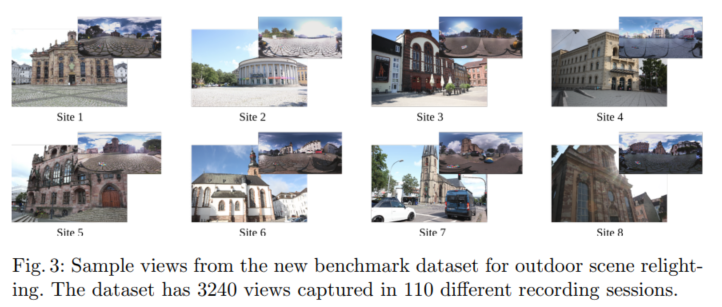 Site 1
Site 2
Site 3
Site 4
Site 5
Site 6
Site 7
Site 8
Fig. 3: Sample views from the new benchmark dataset for outdoor scene relight-
ing. The dataset has 3240 views captured in 110 different recording sessions.